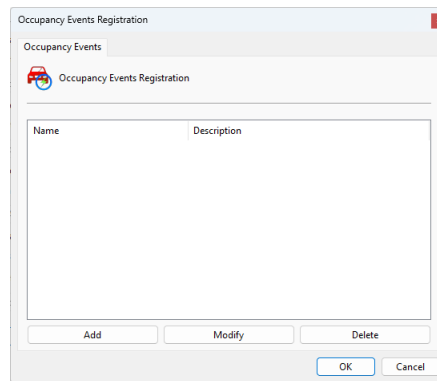 Occupancy Events Registration
Occupancy Events
Occupancy Events Registration
Name Description
Add Modify Delete
OK Cancel